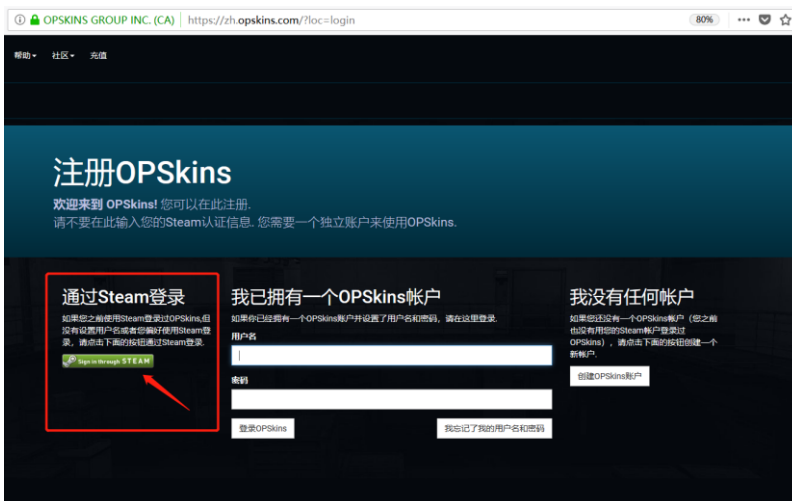 OPSKINS GROUP INC. (CA) https://zh.opskins.com/?loc=login 80%
帮助 社区 充值
注册OPSkins
欢迎来到 OPSkins! 您可以在此注册.
请不要在此输入您的Steam认证信息. 您需要一个独立账户来使用OPSkins.
通过Steam登录
如果您之前使用Steam登录过OPSkins,但
没有设置用户名或者您偏好使用Steam登
录，请点击下面的按钮通过Steam登录.
Sign in through STEAM
我已拥有一个OPSkins帐户
如果你已经拥有一个OPSkins账户并设置了用户名和密码，请在这里登录.
用户名
密码
登录OPSkins
我忘记了我的用户名和密码
我没有任何帐户
如果您还没有一个OPSkins帐户（您之前
也没有用您的Steam帐户登录过
OPSkins），请点击下面的按钮创建一个
新帐户.
创建OPSkins账户